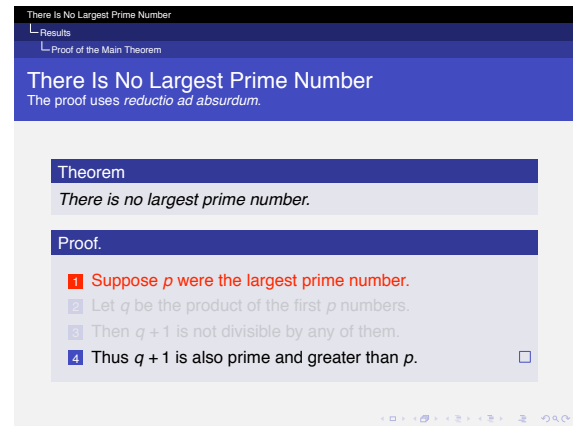 There Is No Largest Prime Number
Results
Proof of the Main Theorem
There Is No Largest Prime Number
The proof uses reductio ad absurdum.
Theorem
There is no largest prime number.
Proof.
1 Suppose p were the largest prime number.
2 Let q be the product of the first p numbers.
3 Then q + 1 is not divisible by any of them.
4 Thus q + 1 is also prime and greater than p.